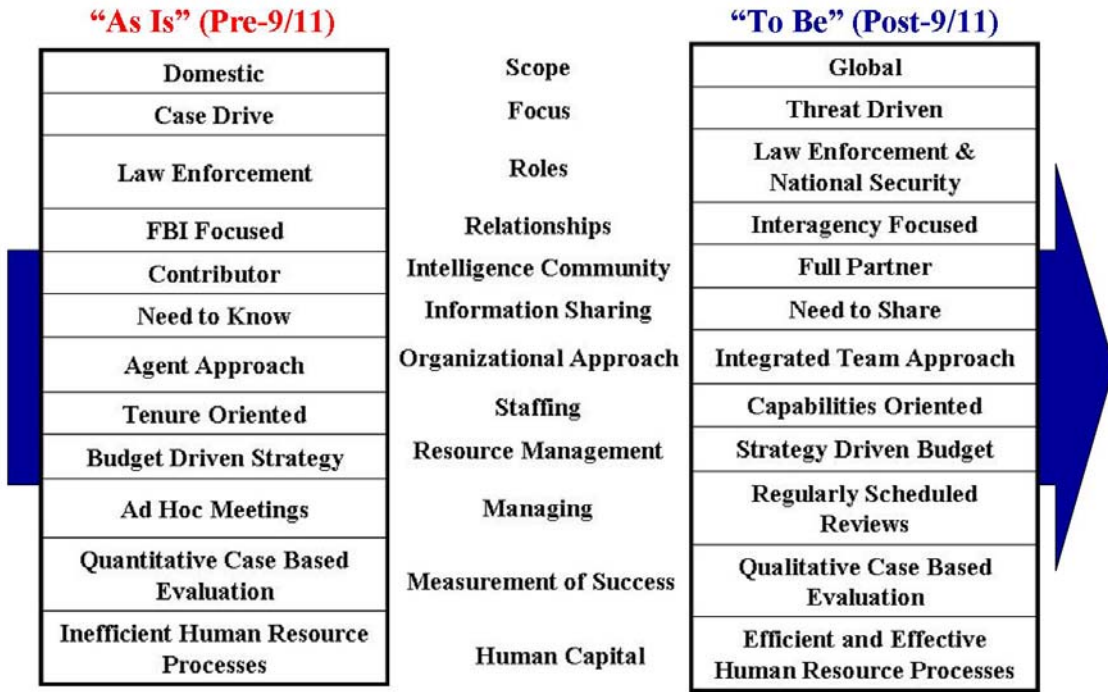 “As Is” (Pre-9/11) “To Be” (Post-9/11)
Domestic Scope Global
Case Drive Focus Threat Driven
Law Enforcement Roles Law Enforcement &
National Security
FBI Focused Relationships Interagency Focused
Contributor Intelligence Community Full Partner
Need to Know Information Sharing Need to Share
Agent Approach Organizational Approach Integrated Team Approach
Tenure Oriented Staffing Capabilities Oriented
Budget Driven Strategy Resource Management Strategy Driven Budget
Ad Hoc Meetings Managing Regularly Scheduled
Reviews
Quantitative Case Based
Evaluation Measurement of Success Qualitative Case Based
Evaluation
Inefficient Human Resource
Processes Human Capital Efficient and Effective
Human Resource Processes